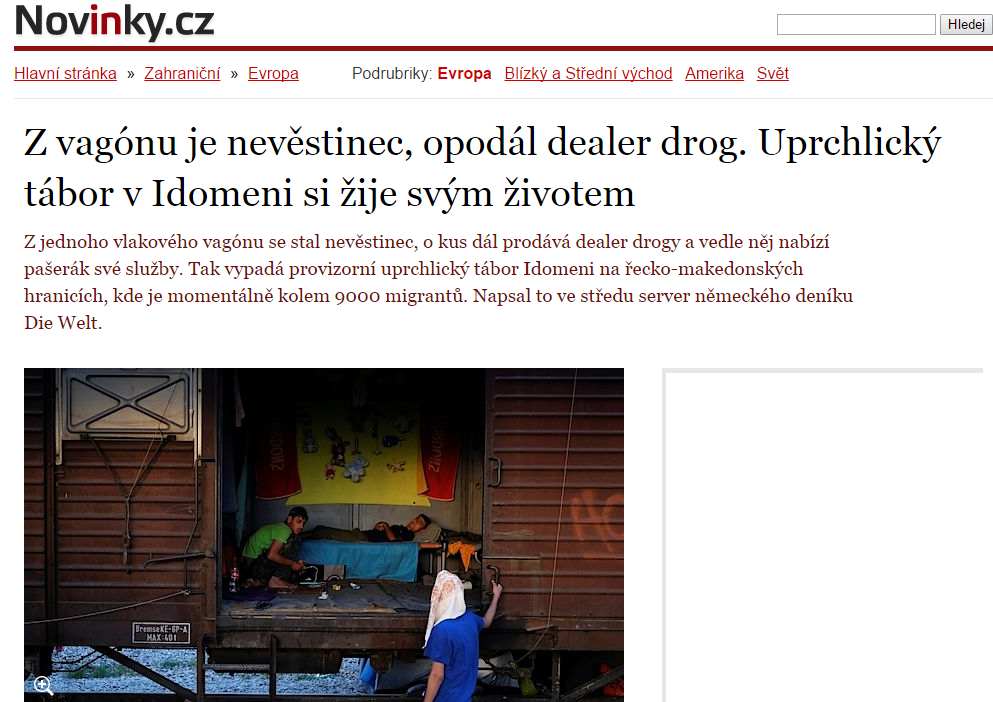 Novinky.cz
Hledej
Hlavní stránka » Zahraniční » Evropa Podrubriky: Evropa Blízký a Střední východ Amerika Svět
Z vagónu je nevěstinec, opodál dealer drog. Uprchlický
tábor v Idomeni si žije svým životem
Z jednoho vlakového vagónu se stal nevěstinec, o kus dál prodává dealer drogy a vedle něj nabízí
pašerák své služby. Tak vypadá provizorní uprchlický tábor Idomeni na řecko-makedonských
hranicích, kde je momentálně kolem 9000 migrantů. Napsal to ve středu server německého deníku
Die Welt.
BremseKE-GP-A
MAX:40t